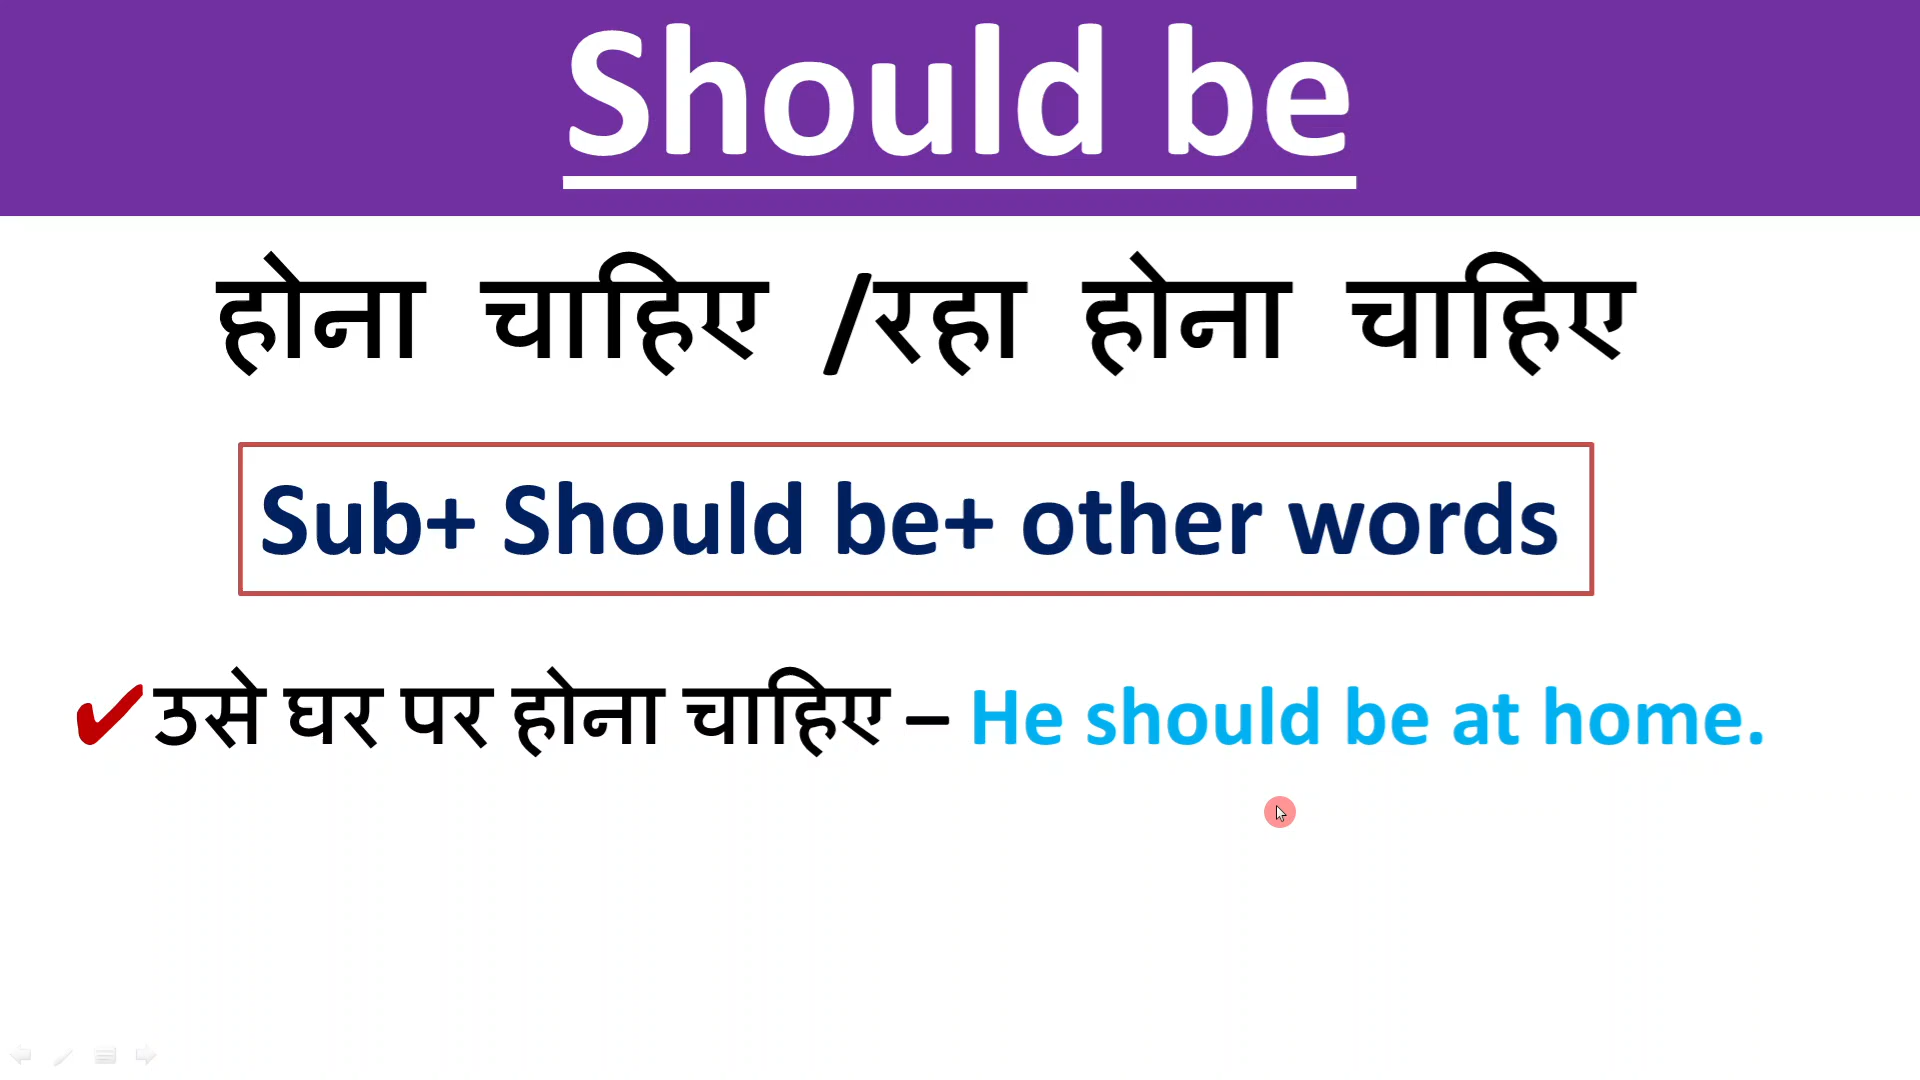 Should be
होना चाहिए /रहा होना चाहिए
Sub+ Should be+ other words
✔उसे घर पर होना चाहिए – He should be at home.